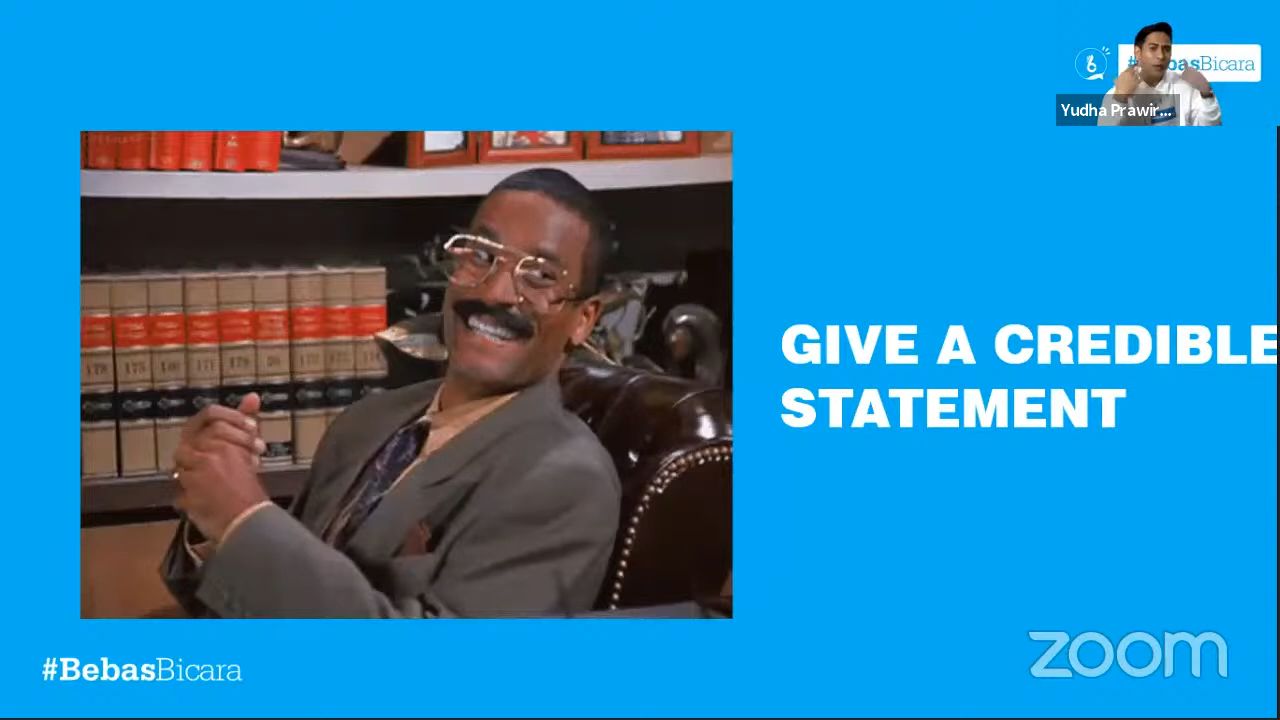 #BebasBicara
Yudha Prawir...
GIVE A CREDIBLE
STATEMENT
#BebasBicara
zoom